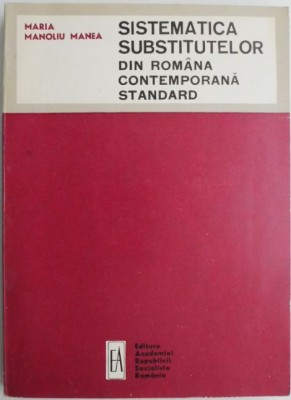 MARIA
MANOLIU MANEA
SISTEMATICA
SUBSTITUTELOR
DIN ROMÂNA
CONTEMPORANĂ
STANDARD
EA
Editura
Academiei
Republicii
Socialiste
România